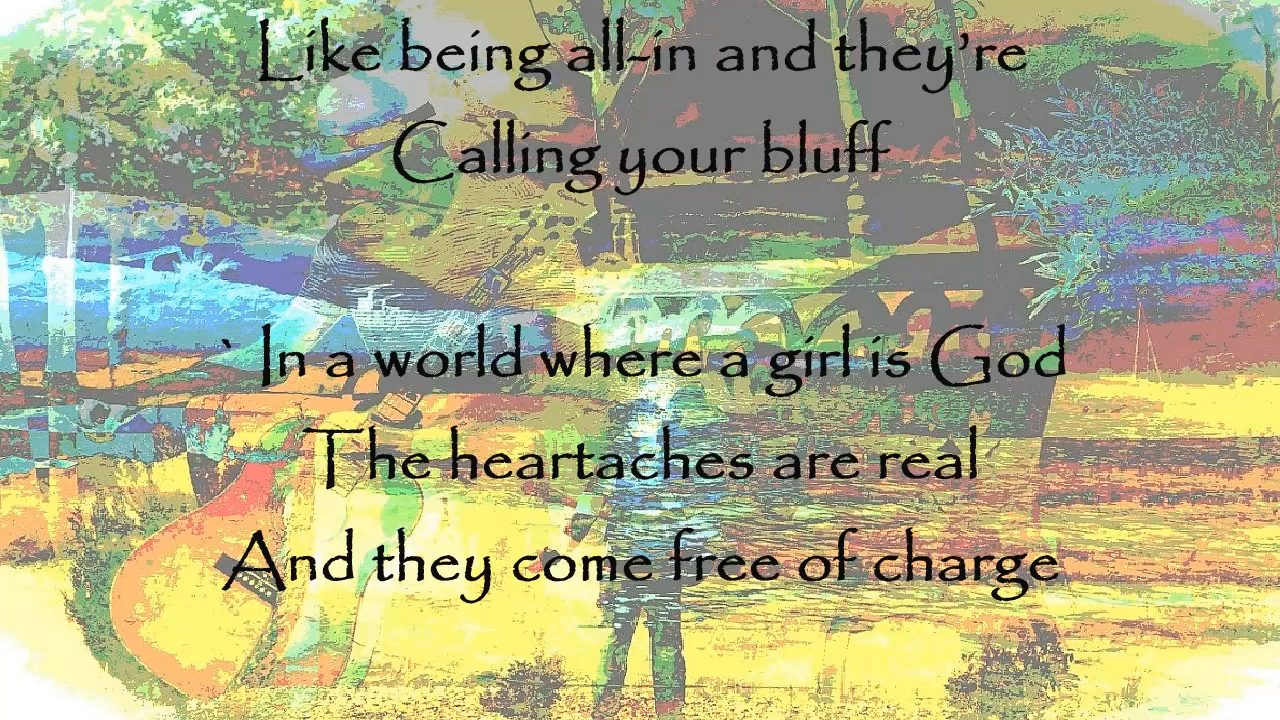 Like being all-in and they’re
Calling your bluff
` In a world where a girl is God
The heartaches are real
And they come free of charge